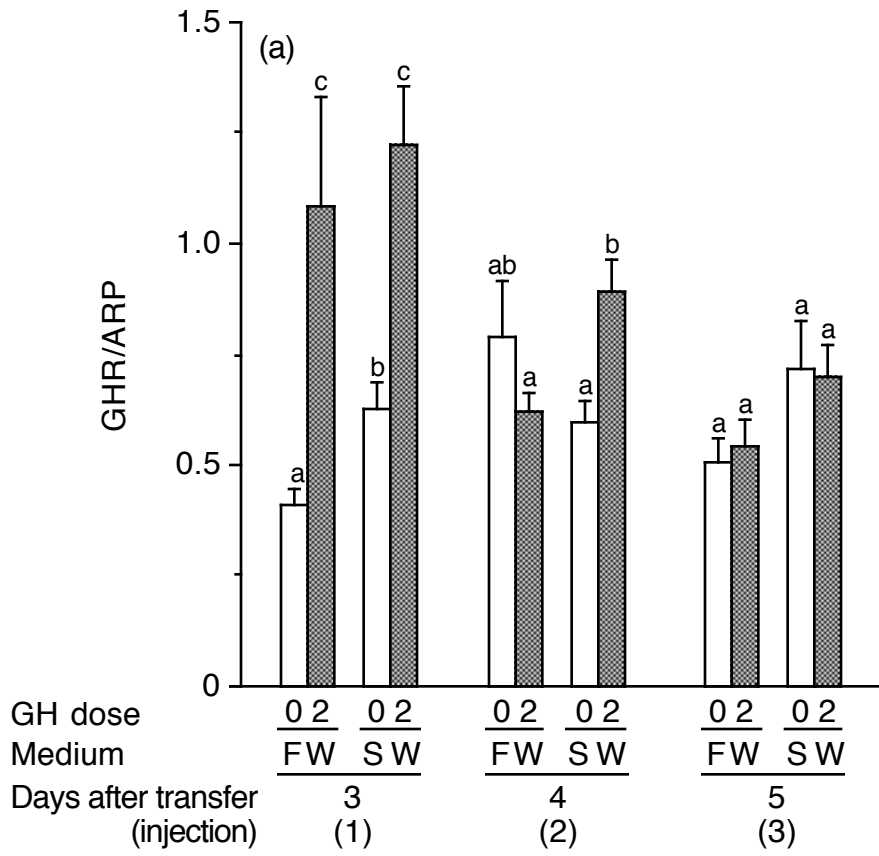 1.5
(a)
c
c
1.0
ab
b
a
a
b
a
a
a
a
a
0.5
a
0
GHR/ARP
GH dose 0 2 0 2 0 2 0 2 0 2 0 2
Medium FW SW FW SW FW SW
Days after transfer 3 4 5
(injection) (1) (2) (3)